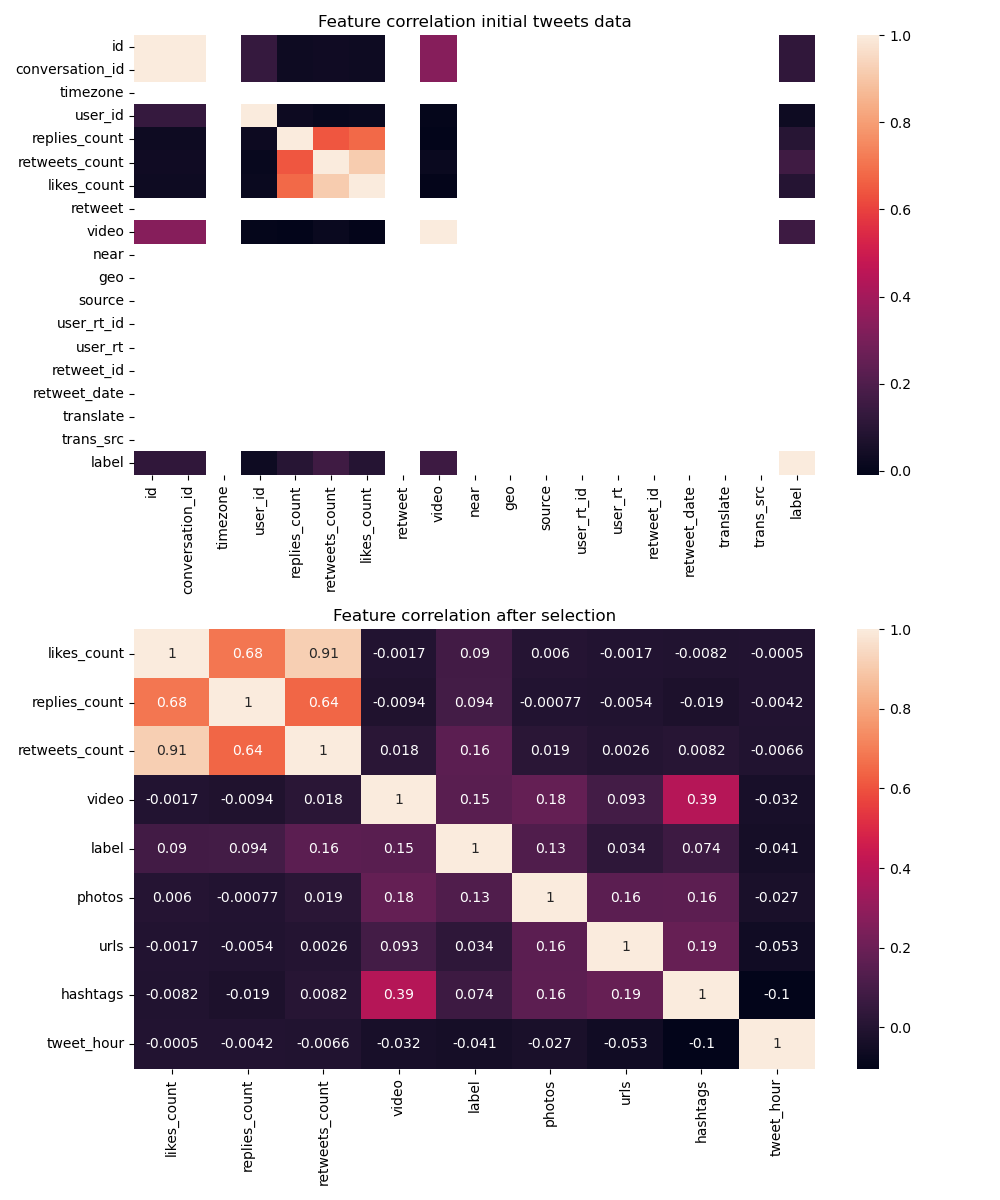 Feature correlation initial tweets data
id
conversation_id
timezone
user_id
replies_count
retweets_count
likes_count
retweet
video
near
geo
source
user_rt_id
user_rt
retweet_id
retweet_date
translate
trans_src
label
id
conversation_id
timezone
user_id
replies_count
retweets_count
likes_count
retweet
video
near
geo
source
user_rt_id
user_rt
retweet_id
retweet_date
translate
trans_src
label
1.0
0.8
0.6
0.4
0.2
0.0
Feature correlation after selection
likes_count 1 0.68 0.91 -0.0017 0.09 0.006 -0.0017 -0.0082 -0.0005
replies_count 0.68 1 0.64 -0.0094 0.094 -0.00077 -0.0054 -0.019 -0.0042
retweets_count 0.91 0.64 1 0.018 0.16 0.019 0.0026 0.0082 -0.0066
video -0.0017 -0.0094 0.018 1 0.15 0.18 0.093 0.39 -0.032
label 0.09 0.094 0.16 0.15 1 0.13 0.034 0.074 -0.041
photos 0.006 -0.00077 0.019 0.18 0.13 1 0.16 0.16 -0.027
urls -0.0017 -0.0054 0.0026 0.093 0.034 0.16 1 0.19 -0.053
hashtags -0.0082 -0.019 0.0082 0.39 0.074 0.16 0.19 1 -0.1
tweet_hour -0.0005 -0.0042 -0.0066 -0.032 -0.041 -0.027 -0.053 -0.1 1
likes_count
replies_count
retweets_count
video
label
photos
urls
hashtags
tweet_hour
1.0
0.8
0.6
0.4
0.2
0.0